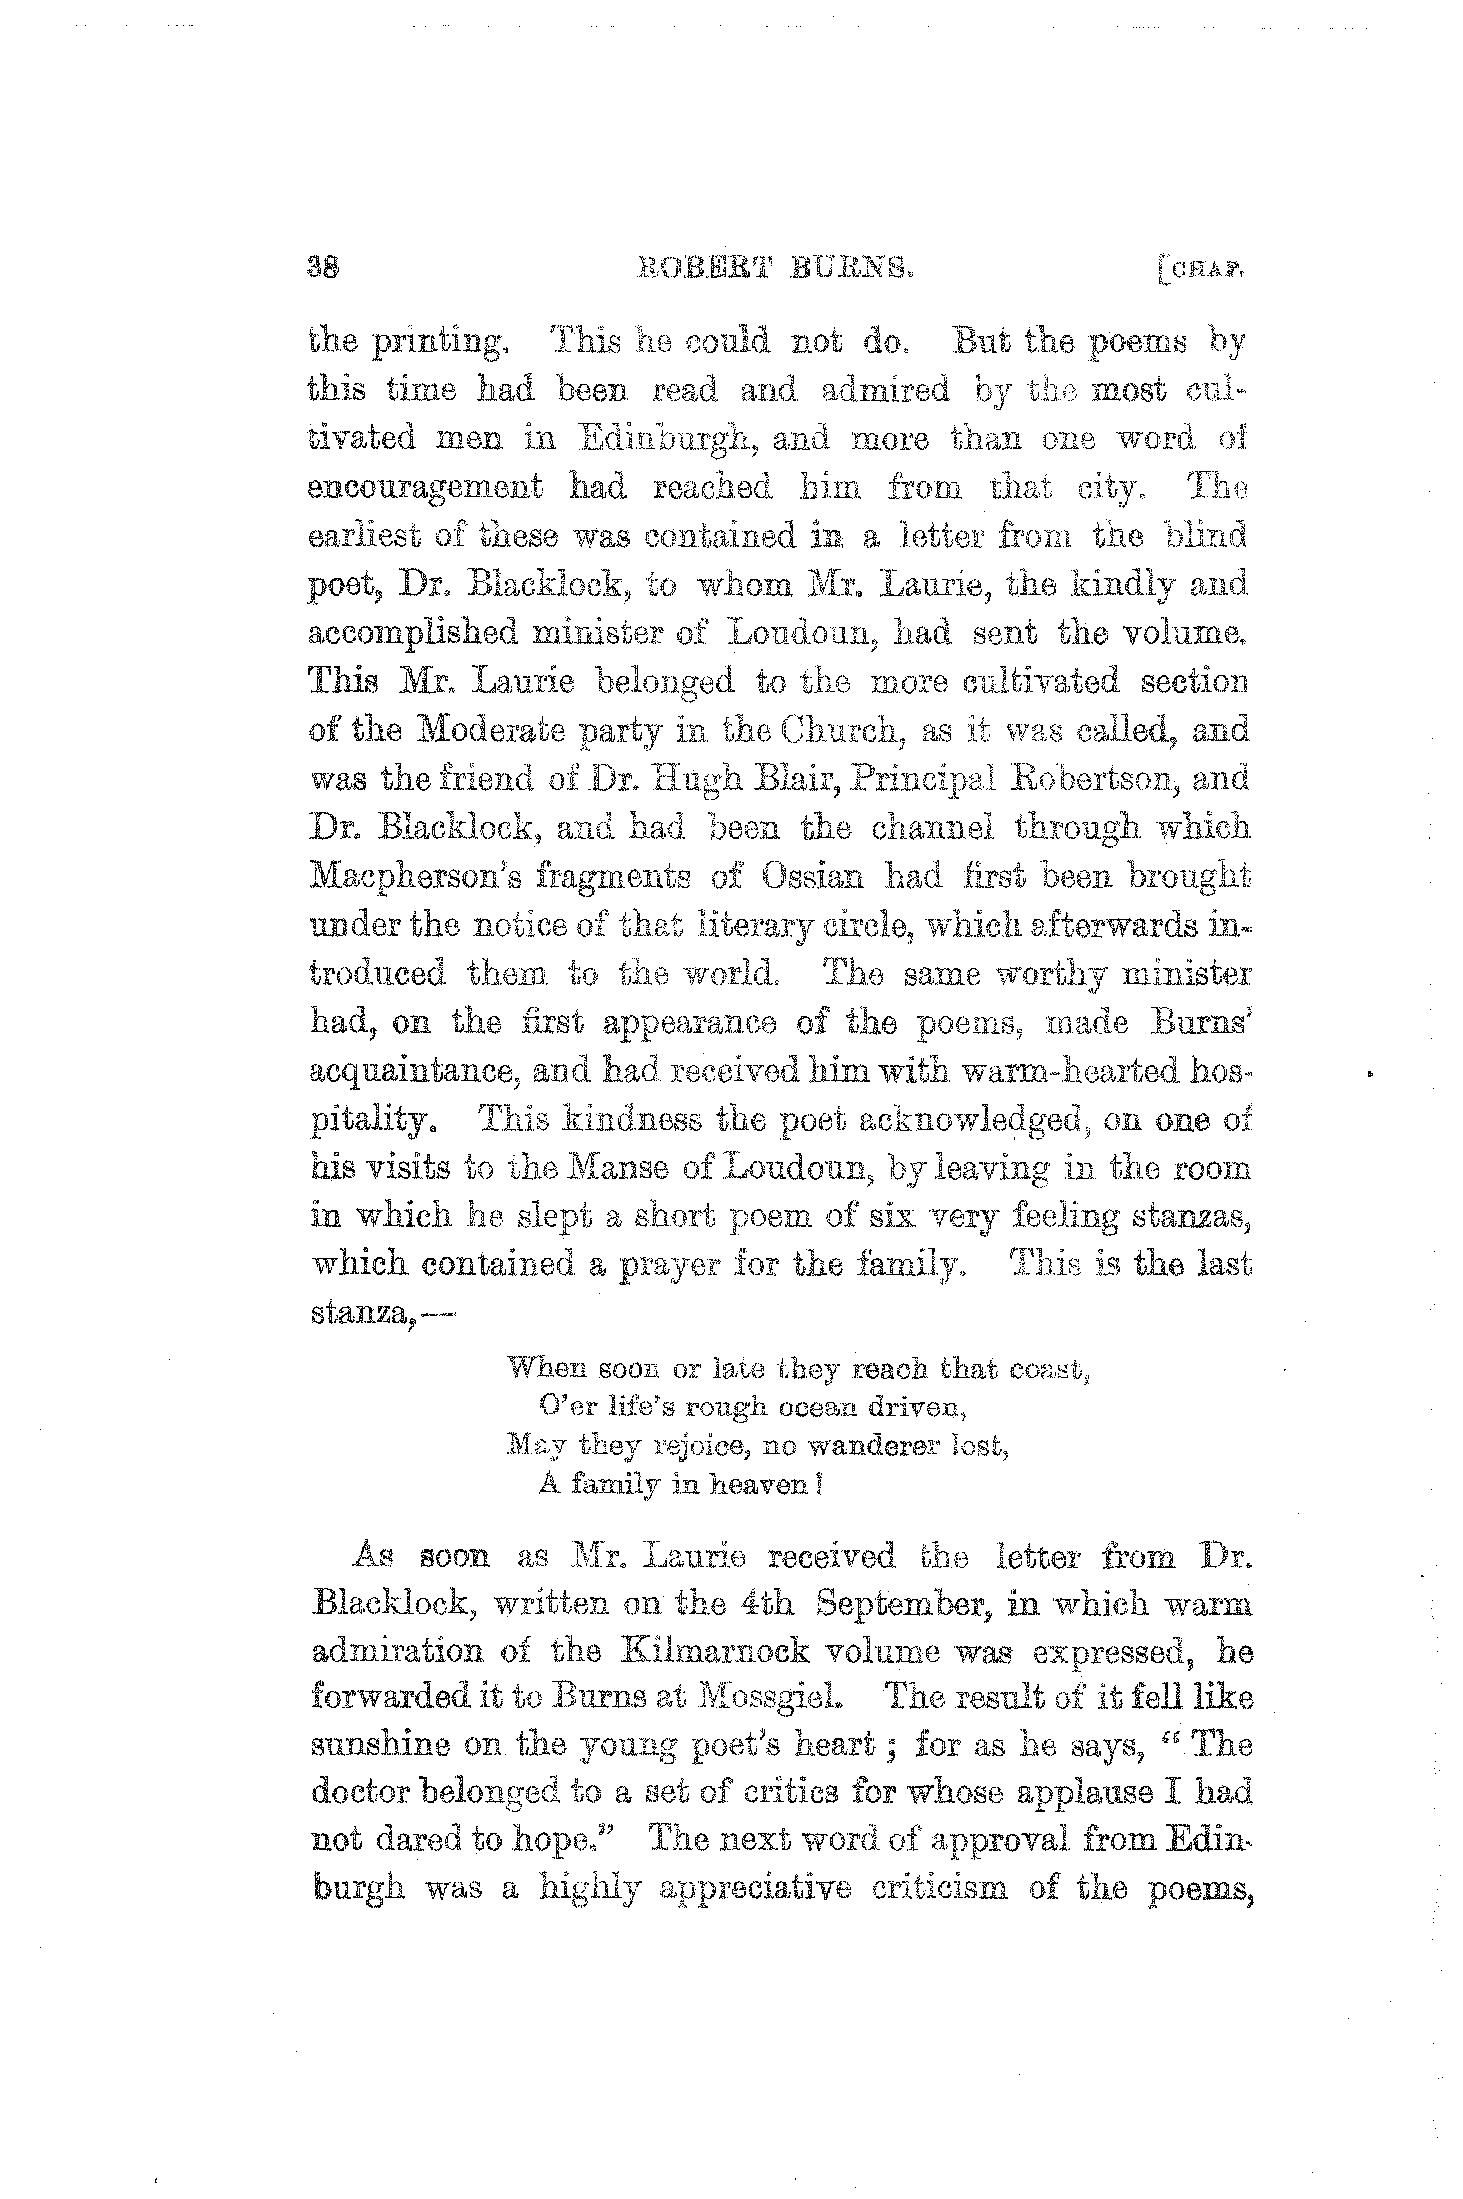 38 ROBERT BURNS. [CHAP.
the printing. This he could not do. But the poems by
this time had been read and admired by the most cul-
tivated men in Edinburgh, and more than one word of
encouragement had reached him from that city. The
earliest of these was contained in a letter from the blind
poet, Dr. Blacklock, to whom Mr. Laurie, the kindly and
accomplished minister of Loudoun, had sent the volume.
This Mr. Laurie belonged to the more cultivated section
of the Moderate party in the Church, as it was called, and
was the friend of Dr. Hugh Blair, Principal Robertson, and
Dr. Blacklock, and had been the channel through which
Macpherson's fragments of Ossian had first been brought
under the notice of that literary circle, which afterwards in-
troduced them to the world. The same worthy minister
had, on the first appearance of the poems, made Burns'
acquaintance, and had received him with warm-hearted hos-
pitality. This kindness the poet acknowledged, on one of
his visits to the Manse of Loudoun, by leaving in the room
in which he slept a short poem of six very feeling stanzas,
which contained a prayer for the family. This is the last
stanza,—
When soon or late they reach that coast,
O'er life's rough ocean driven,
May they rejoice, no wanderer lost,
A family in heaven!
As soon as Mr. Laurie received the letter from Dr.
Blacklock, written on the 4th September, in which warm
admiration of the Kilmarnock volume was expressed, he
forwarded it to Burns at Mossgiel. The result of it fell like
sunshine on the young poet's heart; for as he says, "The
doctor belonged to a set of critics for whose applause I had
not dared to hope." The next word of approval from Edin-
burgh was a highly appreciative criticism of the poems,